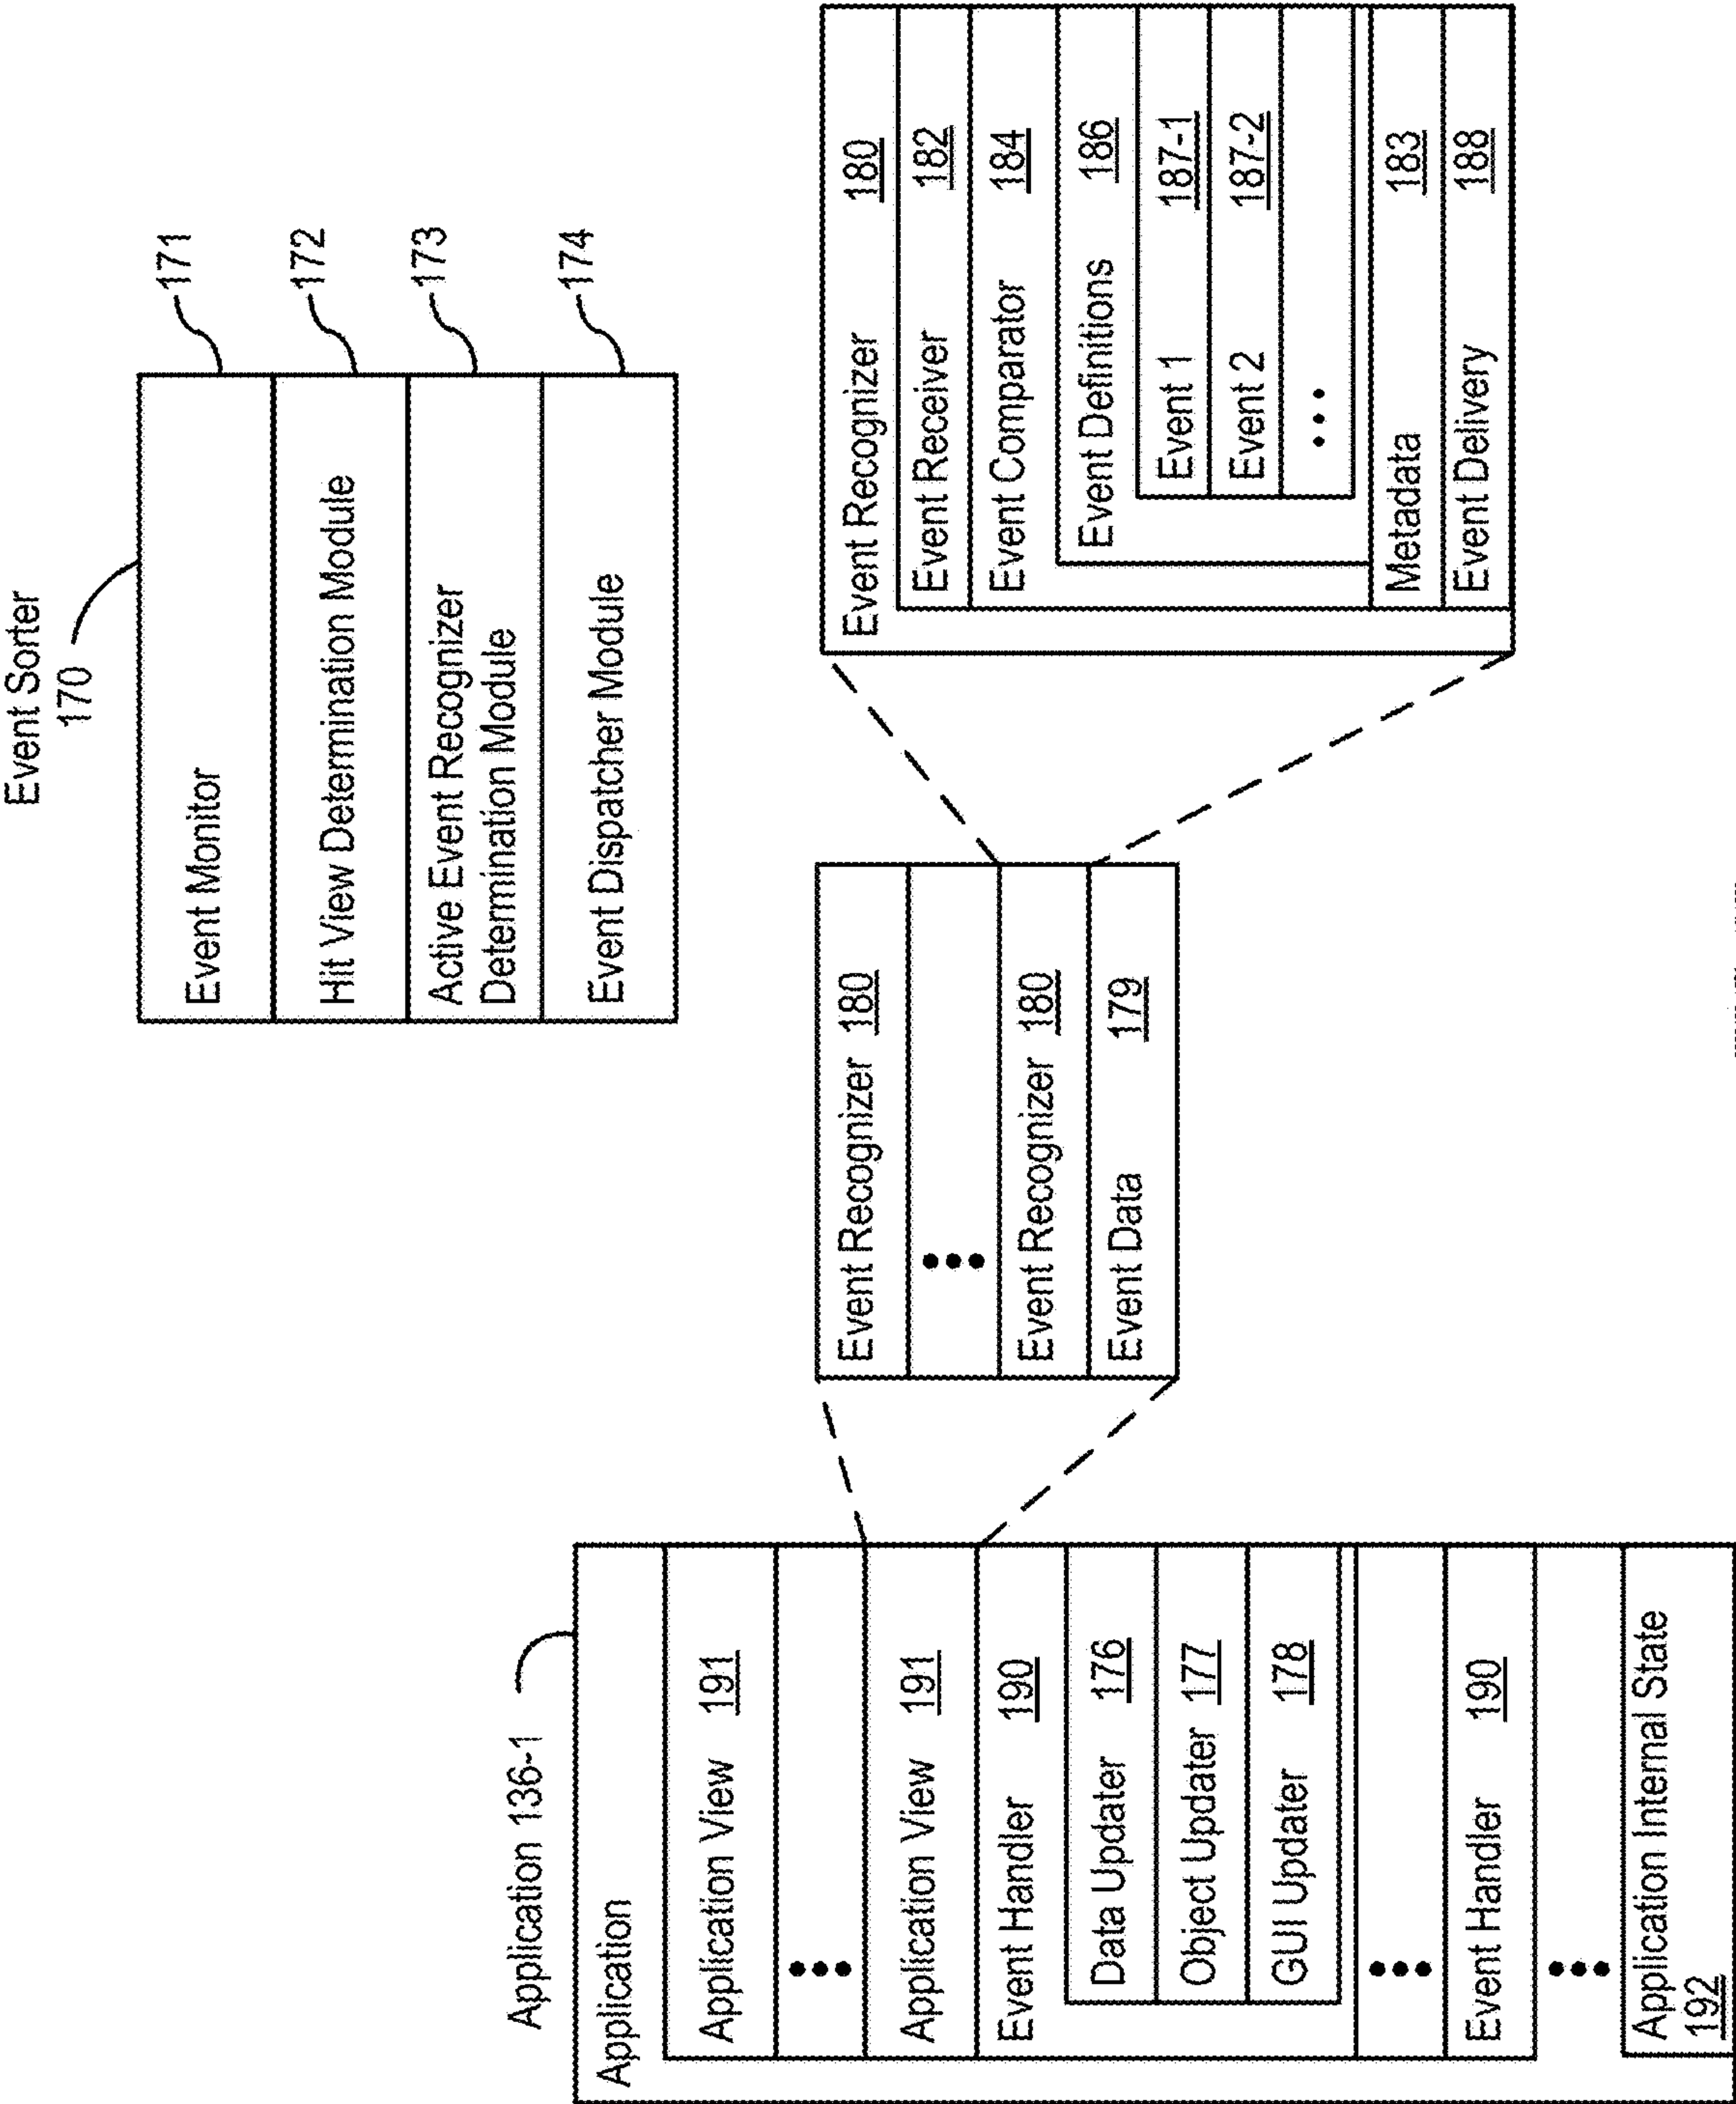 Event Sorter
170
Event Monitor
171
Hit View Determination Module
172
Active Event Recognizer
Determination Module
173
Event Dispatcher Module
174
Application 136-1
Application
Application View 191
•••
Application View 191
Event Handler 190
Data Updater 176
Object Updater 177
GUI Updater 178
•••
Event Handler 190
•••
Application Internal State
192
Event Recognizer 180
•••
Event Recognizer 180
Event Data 179
Event Recognizer 180
Event Receiver 182
Event Comparator 184
Event Definitions 186
Event 1 187-1
Event 2 187-2
•••
Metadata 183
Event Delivery 188